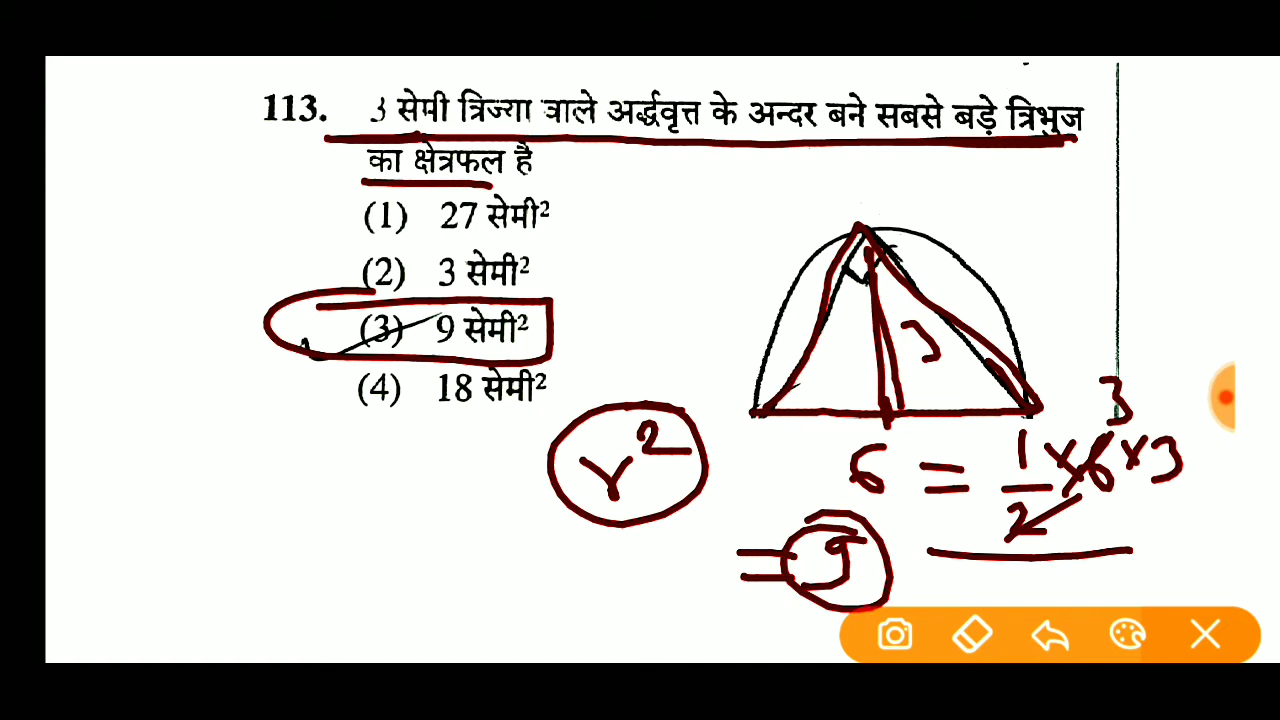 113. 3 सेमी त्रिज्या वाले अर्द्धवृत्त के अन्दर बने सबसे बड़े त्रिभुज
का क्षेत्रफल है
(1) 27 सेमी²
(2) 3 सेमी²
(3) 9 सेमी²
(4) 18 सेमी²
3
3
r²
6 = 1/2 × 6 × 3
= 9